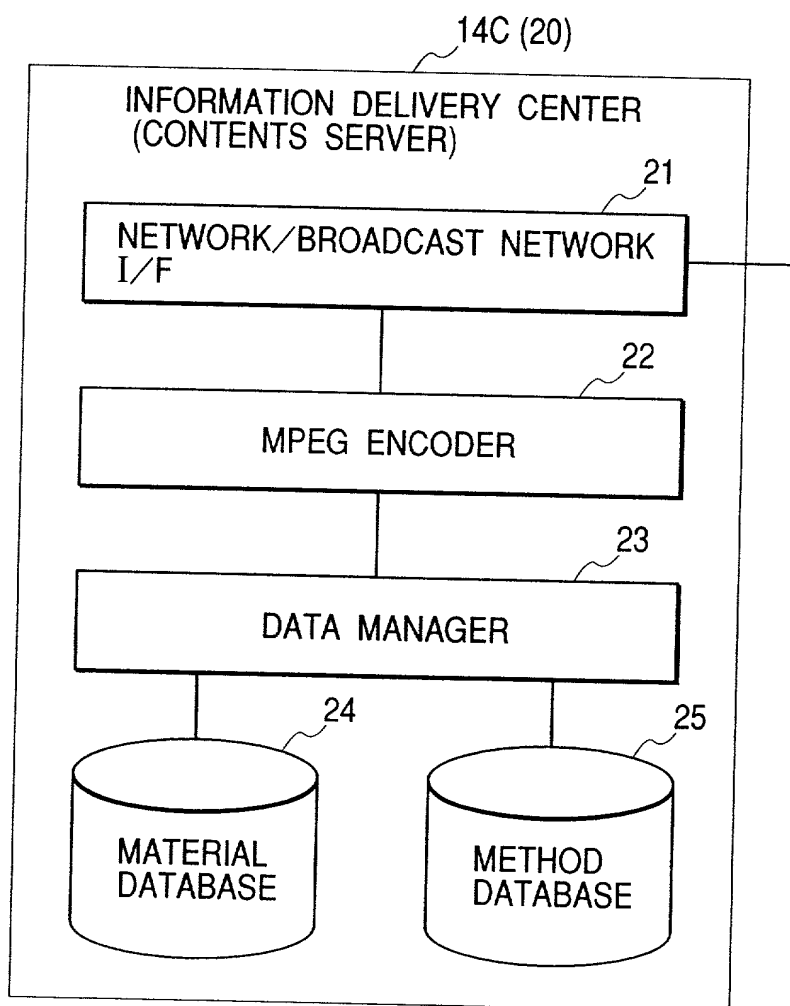 14C (20)
INFORMATION DELIVERY CENTER
(CONTENTS SERVER)
21
NETWORK/BROADCAST NETWORK
I/F
22
MPEG ENCODER
23
DATA MANAGER
24
25
MATERIAL
DATABASE
METHOD
DATABASE